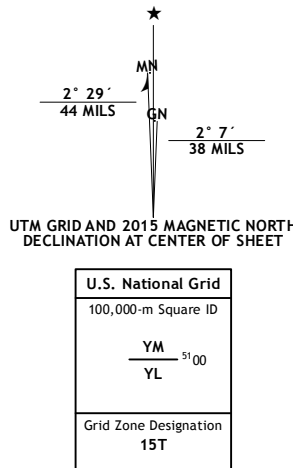 ★
MN
GN
2° 29´
44 MILS
2° 7´
38 MILS
UTM GRID AND 2015 MAGNETIC NORTH
DECLINATION AT CENTER OF SHEET
U.S. National Grid
100,000-m Square ID
YM
5100
YL
Grid Zone Designation
15T